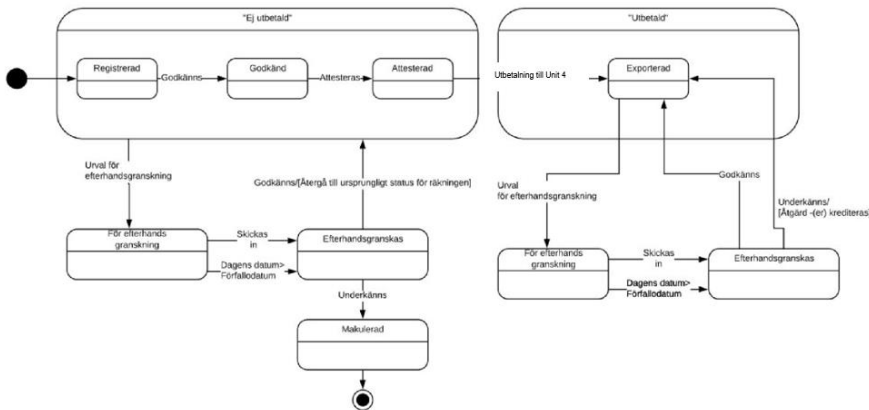 "Ej utbetald"
Registrerad
Godkänns
Godkänd
Attesteras
Attesterad
Utbetalning till Unit 4
"Utbetald"
Exporterad
Urval för
efterhandsgranskning
Godkänns/[Återgå till ursprungligt status för räkningen]
För efterhands
granskning
Skickas
in
Dagens datum>
Förfallodatum
Efterhandsgranskas
Underkänns
Makulerad
Urval
för efterhandsgranskning
Godkänns
Underkänns/
[Åtgärd -(er) krediteras]
För efterhands
granskning
Skickas
in
Dagens datum>
Förfallodatum
Efterhandsgranskas